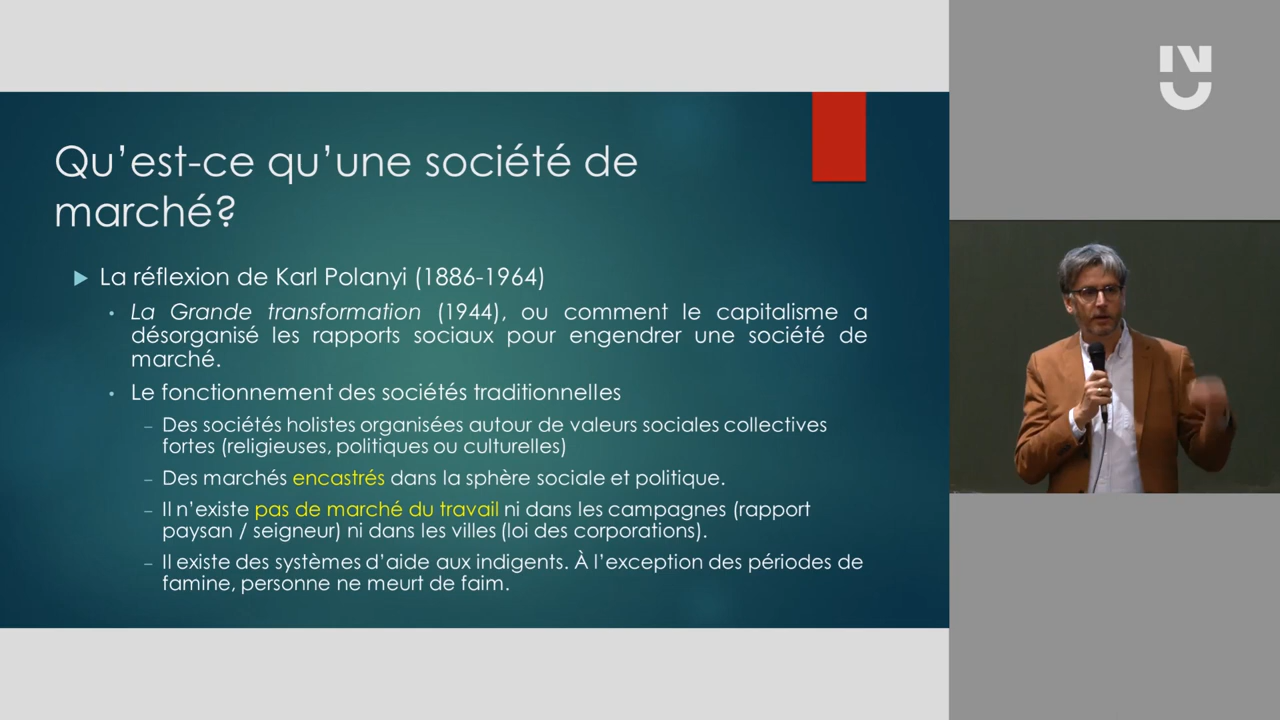 Qu’est-ce qu’une société de
marché?
La réflexion de Karl Polanyi (1886-1964)
La Grande transformation (1944), ou comment le capitalisme a
désorganisé les rapports sociaux pour engendrer une société de
marché.
Le fonctionnement des sociétés traditionnelles
– Des sociétés holistes organisées autour de valeurs sociales collectives
fortes (religieuses, politiques ou culturelles)
– Des marchés encastrés dans la sphère sociale et politique.
– Il n’existe pas de marché du travail ni dans les campagnes (rapport
paysan / seigneur) ni dans les villes (loi des corporations).
– Il existe des systèmes d’aide aux indigents. À l’exception des périodes de
famine, personne ne meurt de faim.